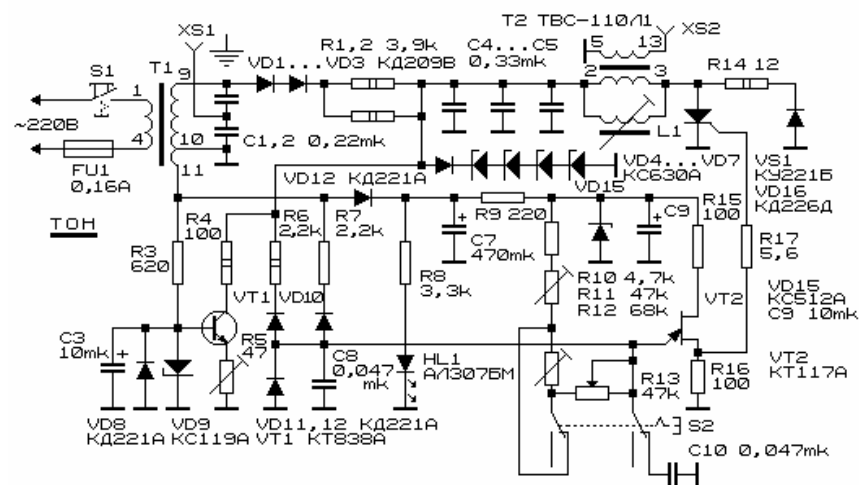 T2 ТВС-110Л1
XS1
5
13
XS2
S1
T1
9
VD1...VD3 КД209В
R1,2 3,9k
C4...C5
0,33mk
2
3
R14 12
1
~220В
4
10
C1,2 0,22mk
L1
FU1
0,16A
11
VD4...VD7
КС630А
VS1
КУ221Б
VD12 КД221А
VD15
VD16
КД226Д
ТОН
R4
100
R6
2,2k
R7
2,2k
R9 220
C9
R15
100
R3
620
C7
470mk
R17
5,6
R8
3,3k
R10 4,7k
R11 47k
R12 68k
VT1
VD10
VT2
VD15
КС512А
C9 10mk
C3
10mk
R5
47
C8
0,047
mk
HL1
АЛ307БМ
R13
47k
R16
100
VT2
КТ117А
VD8
КД221А
VD9
КС119А
VD11,12 КД221А
VT1 КТ838А
S2
C10 0,047mk